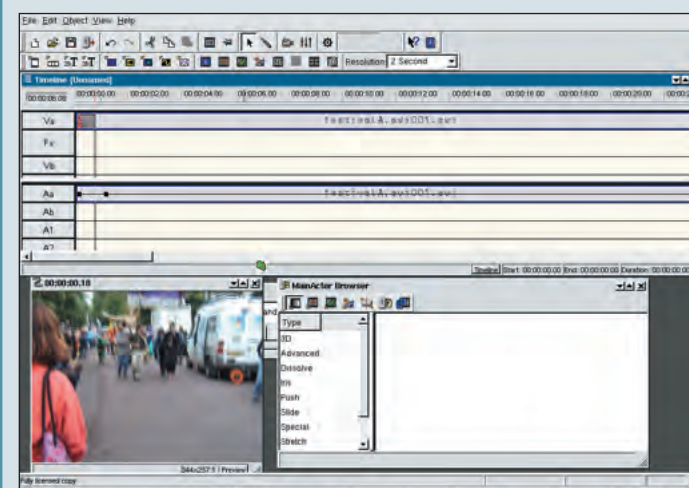 File Edit Object View Help
Resolution 2 Second
Timeline [Unnamed]
00:00:00.00 00:00:02.00 00:00:04.00 00:00:06.00 00:00:08.00 00:00:10.00 00:00:12.00 00:00:14.00 00:00:16.00 00:00:18.00 00:00:20.00
Va festivalA.avi001.avi
Fx
Vb
Aa festivalA.avi001.avi
Ab
A1
A2
Timeline Start: 00:00:00.00 End: 00:00:00.00 Duration: 00:00:00.00
00:00:00.18
MainActor Browser
Type
3D
Advanced
Dissolve
Iris
Push
Slide
Special
Stretch
344x257:1 Preview
Fully licensed copy